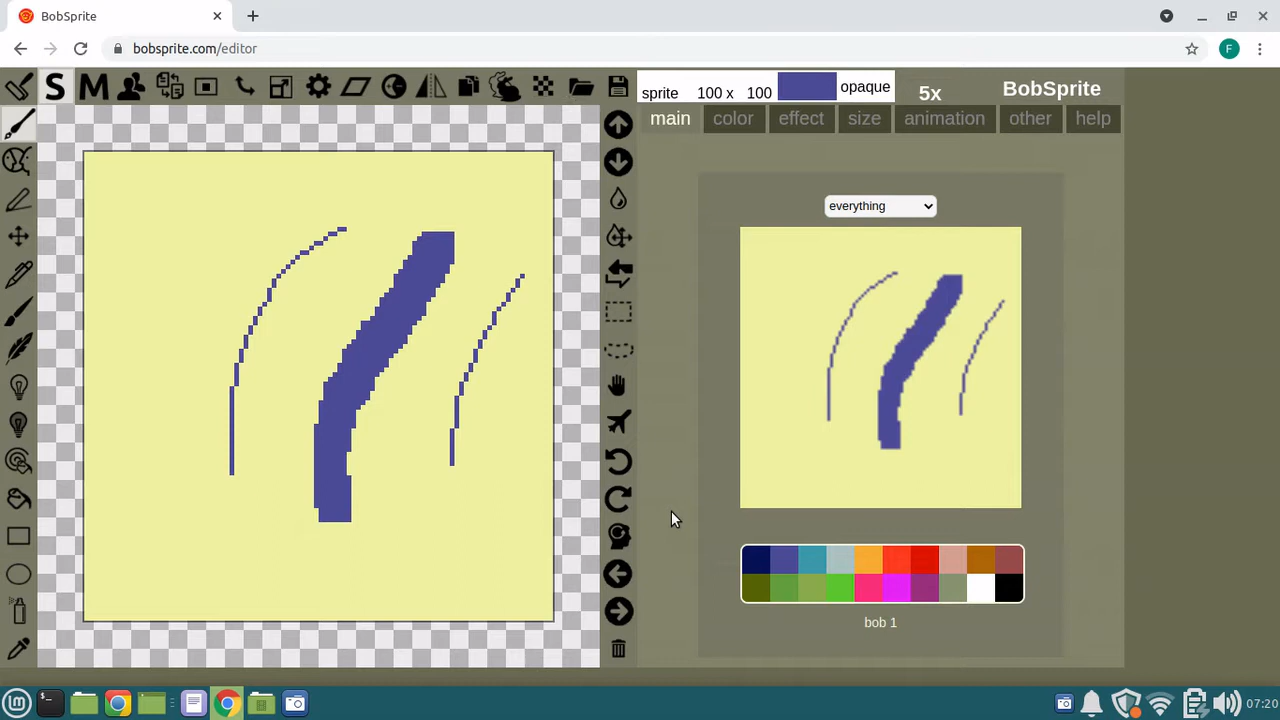 BobSprite
bobsprite.com/editor
F
S M
sprite 100 x 100 opaque 5x BobSprite
main color effect size animation other help
everything
bob 1
07:20